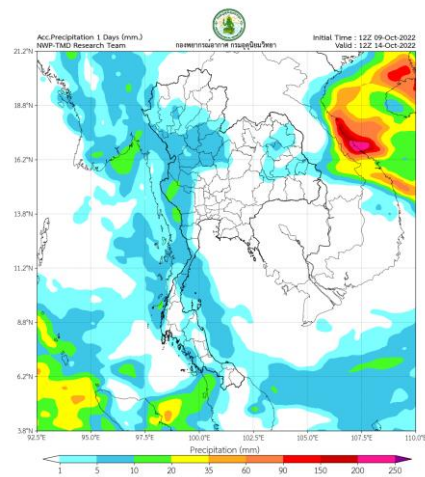 Acc.Precipitation 1 Days (mm.)
NWP-TMD Research Team
กองพยากรณ์อากาศ กรมอุตุนิยมวิทยา
Initial Time : 12Z 09-Oct-2022
Valid : 12Z 14-Oct-2022
21.2°N
18.8°N
16.2°N
13.8°N
11.2°N
8.8°N
6.2°N
3.8°N
92.5°E 95.0°E 97.5°E 100.0°E 102.5°E 105.0°E 107.5°E 110.0°E
Precipitation (mm)
1 5 10 20 35 60 90 150 200 250